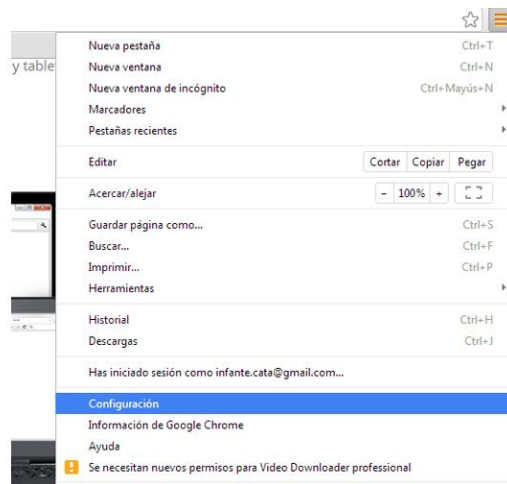 y table
Nueva pestaña Ctrl+T
Nueva ventana Ctrl+N
Nueva ventana de incógnito Ctrl+Mayús+N
Marcadores
Pestañas recientes
Editar Cortar Copiar Pegar
Acercar/alejar - 100% +
Guardar página como... Ctrl+S
Buscar... Ctrl+F
Imprimir... Ctrl+P
Herramientas
Historial Ctrl+H
Descargas Ctrl+J
Has iniciado sesión como infante.cata@gmail.com...
Configuración
Información de Google Chrome
Ayuda
Se necesitan nuevos permisos para Video Downloader professional